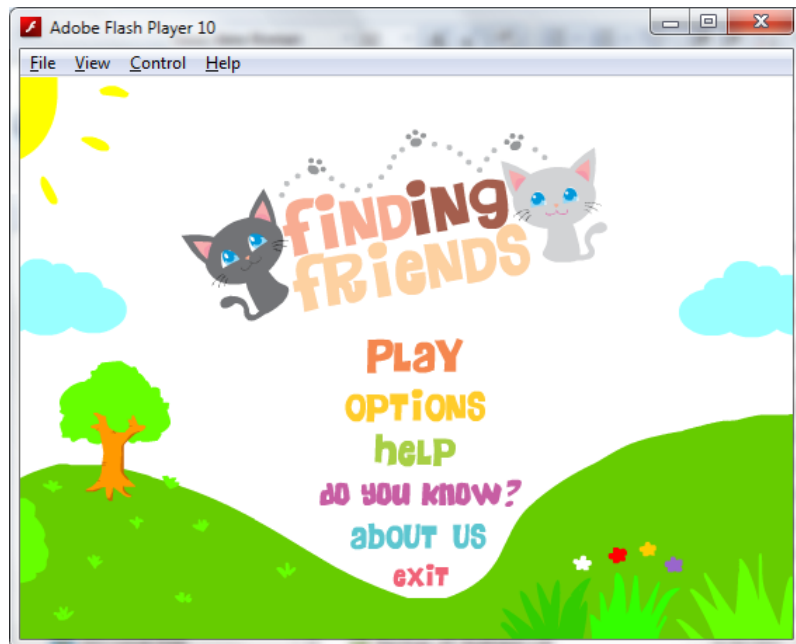 Adobe Flash Player 10
File View Control Help
finding
friends
Play
options
help
do you know?
about us
exit